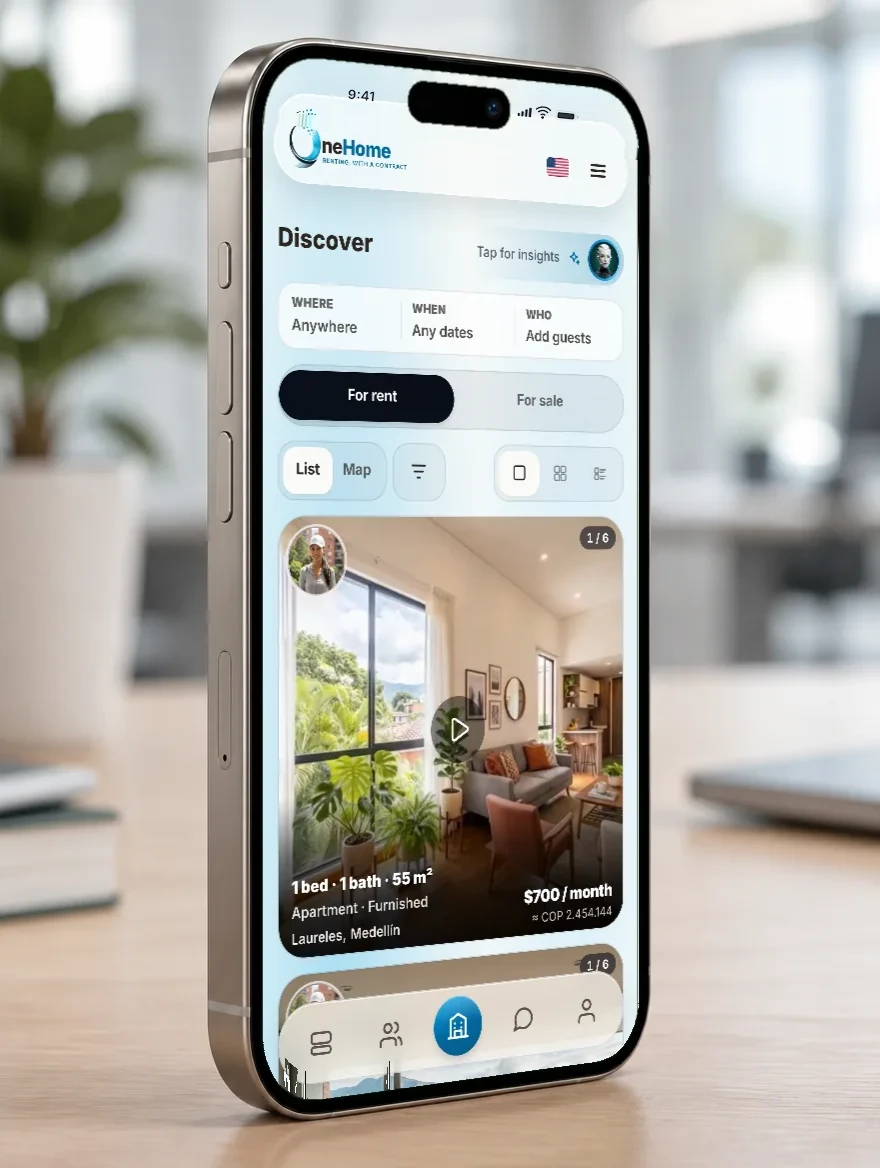 9:41
OneHome
RENTING, WITH A CONTRACT
Discover
Tap for insights
WHERE
Anywhere
WHEN
Any dates
WHO
Add guests
For rent
For sale
List
Map
1 / 6
1 bed · 1 bath · 55 m²
Apartment · Furnished
Laureles, Medellín
$700 / month
≈ COP 2.454.144
1 / 6